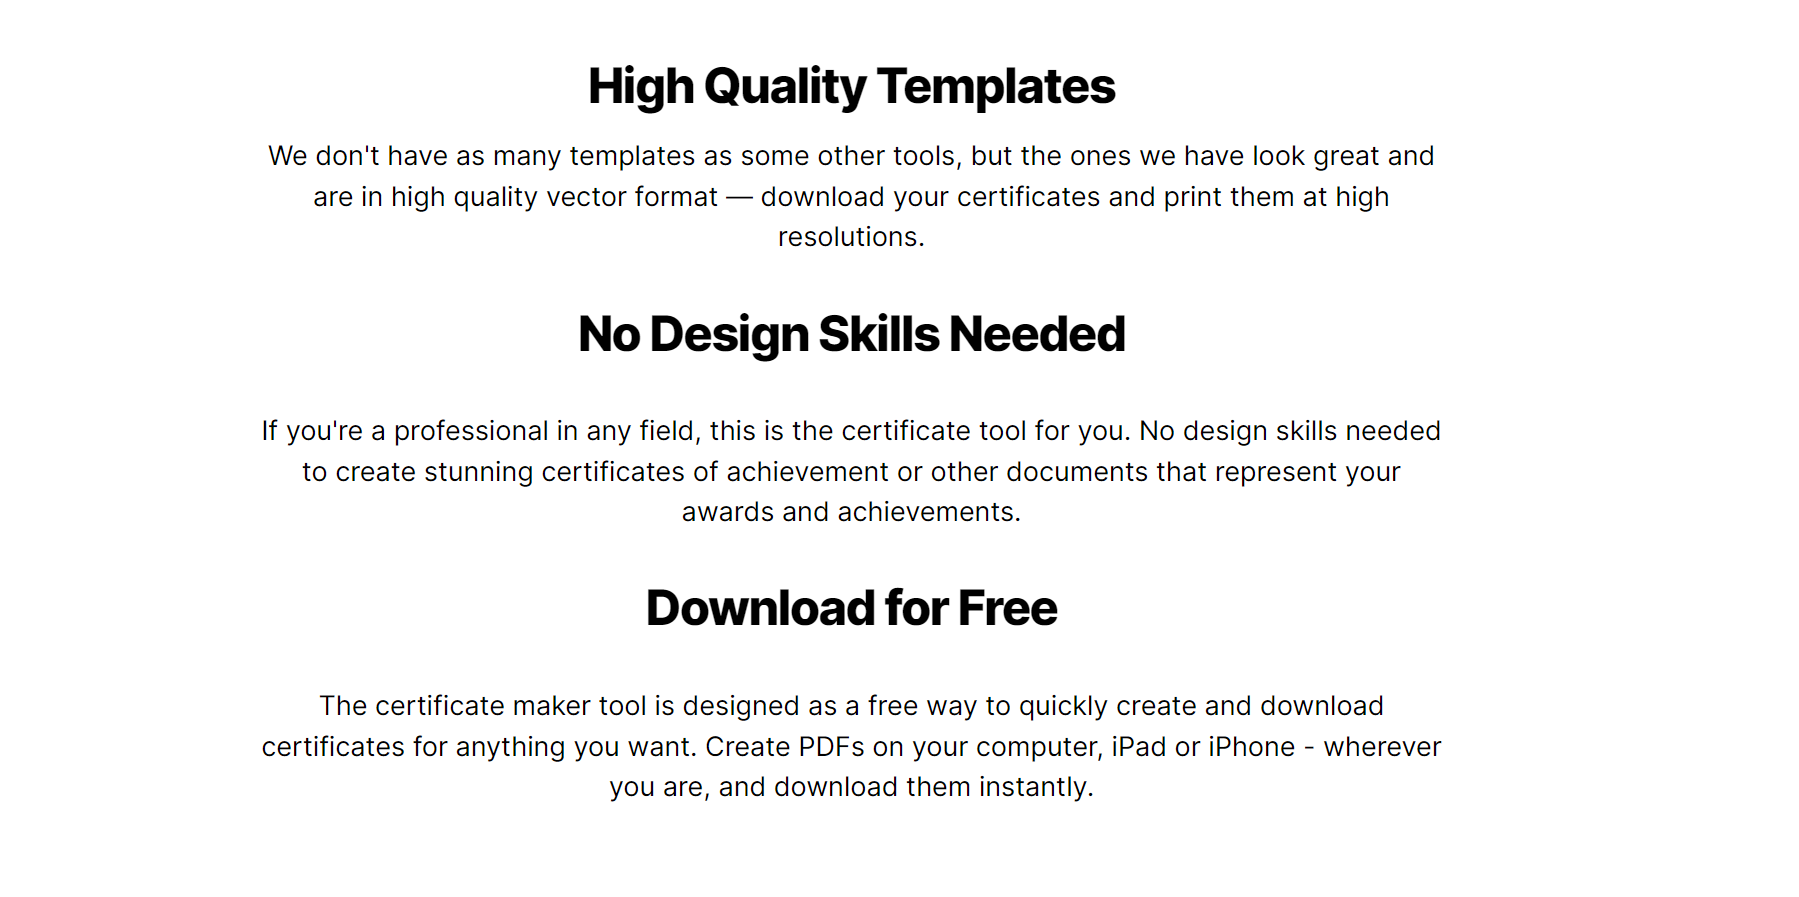 High Quality Templates
We don't have as many templates as some other tools, but the ones we have look great and
are in high quality vector format — download your certificates and print them at high
resolutions.
No Design Skills Needed
If you're a professional in any field, this is the certificate tool for you. No design skills needed
to create stunning certificates of achievement or other documents that represent your
awards and achievements.
Download for Free
The certificate maker tool is designed as a free way to quickly create and download
certificates for anything you want. Create PDFs on your computer, iPad or iPhone - wherever
you are, and download them instantly.